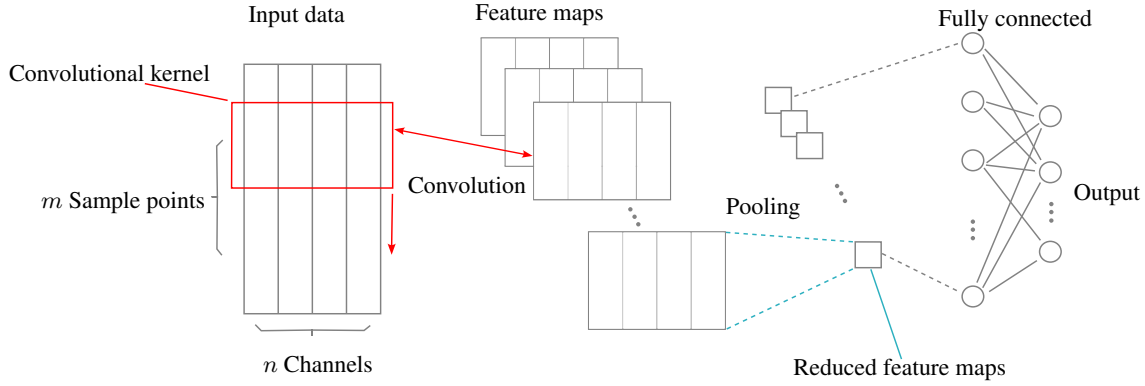 Input data
Feature maps
Fully connected
Convolutional kernel
Convolution
m Sample points
Pooling
Output
n Channels
Reduced feature maps